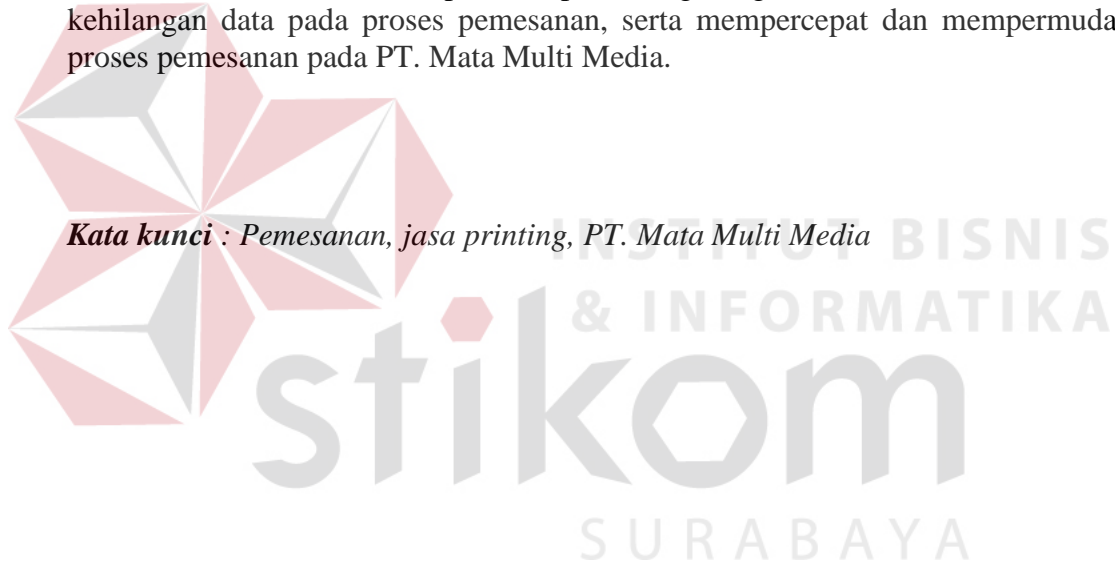 kehilangan data pada proses pemesanan, serta mempercepat dan mempermuda
proses pemesanan pada PT. Mata Multi Media.
Kata kunci : Pemesanan, jasa printing, PT. Mata Multi Media
INSTITUT BISNIS
& INFORMATIKA
stikom
SURABAYA